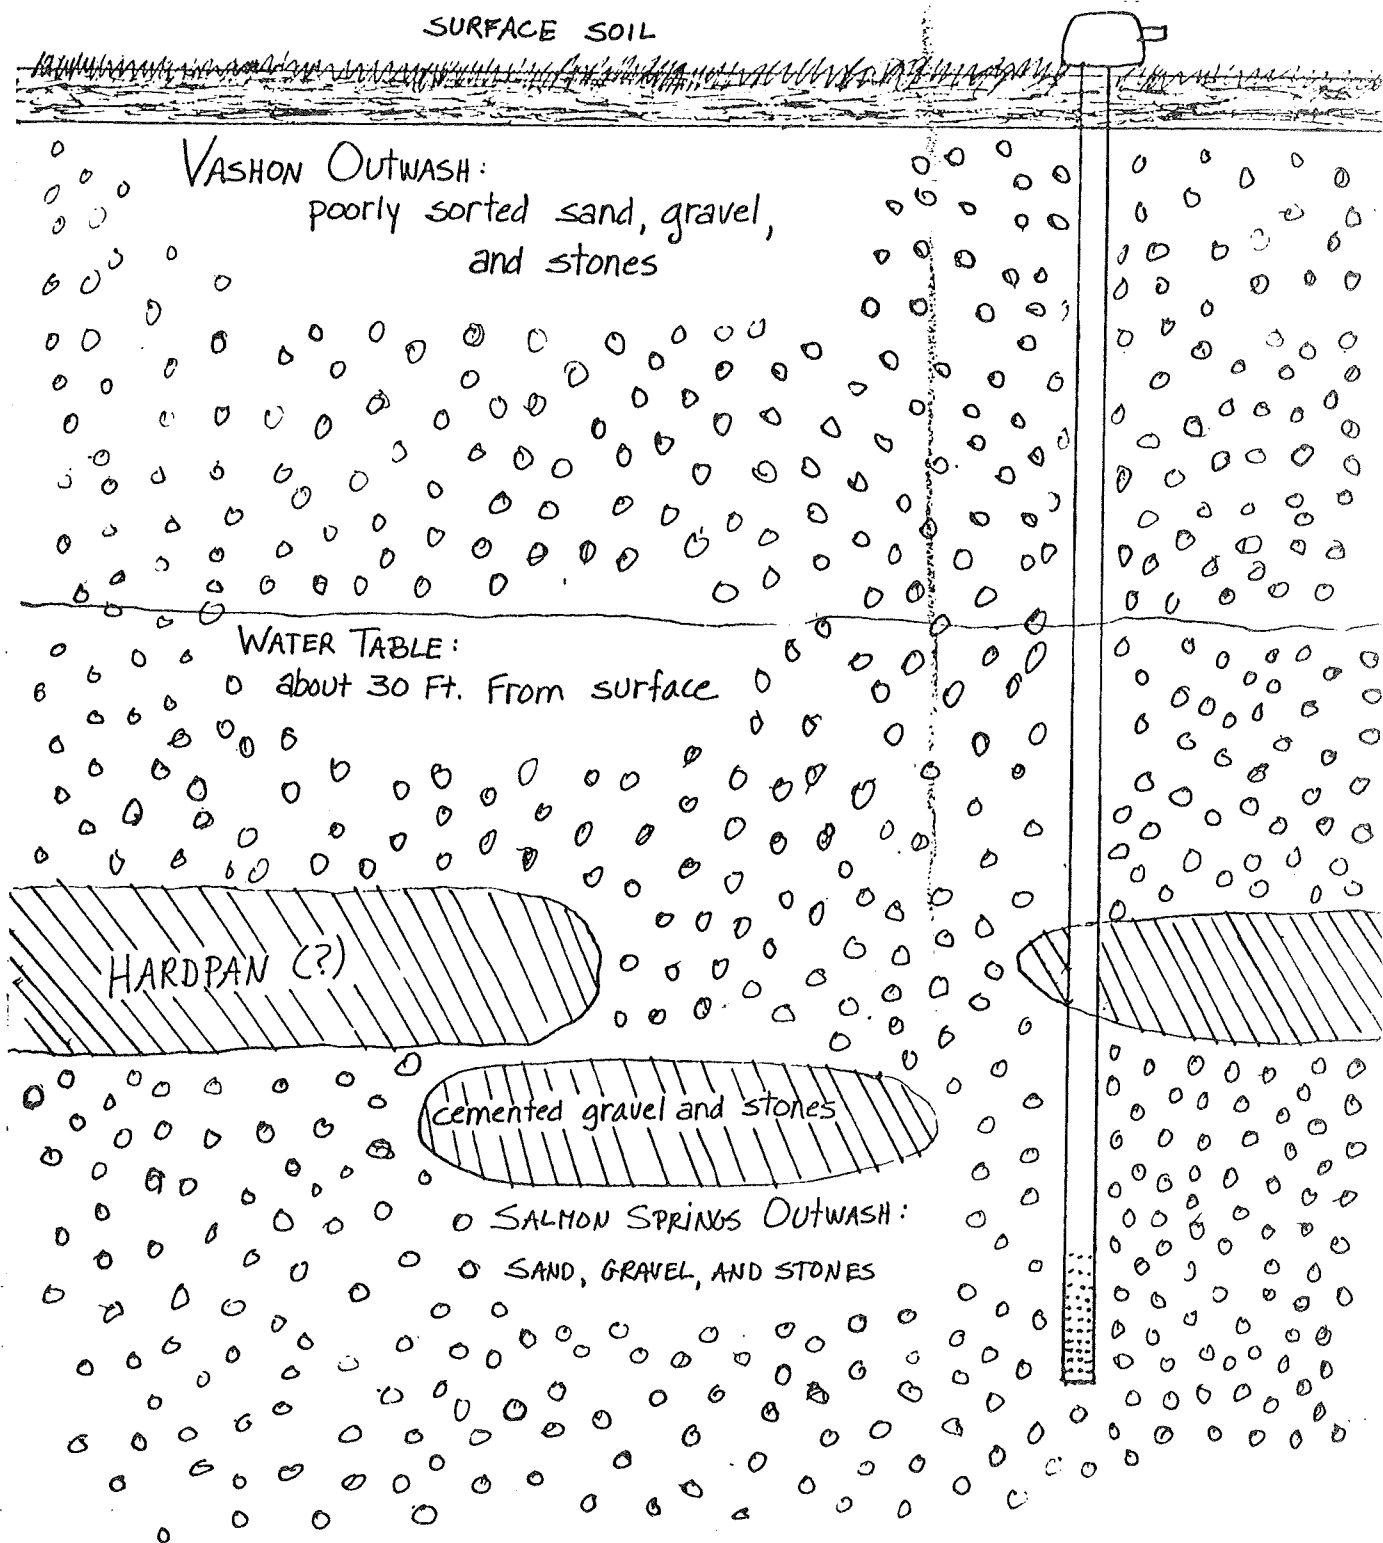 SURFACE SOIL
VASHON OUTWASH:
poorly sorted sand, gravel,
and stones
WATER TABLE:
about 30 Ft. From surface
HARDPAN (?)
cemented gravel and stones
SALMON SPRINGS OUTWASH:
SAND, GRAVEL, AND STONES